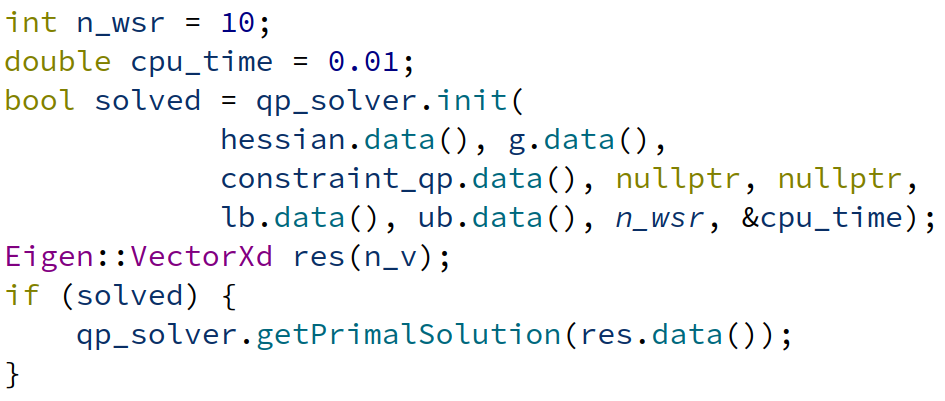 int n_wsr = 10;
double cpu_time = 0.01;
bool solved = qp_solver.init(
            hessian.data(), g.data(),
            constraint_qp.data(), nullptr, nullptr,
            lb.data(), ub.data(), n_wsr, &cpu_time);
Eigen::VectorXd res(n_v);
if (solved) {
    qp_solver.getPrimalSolution(res.data());
}